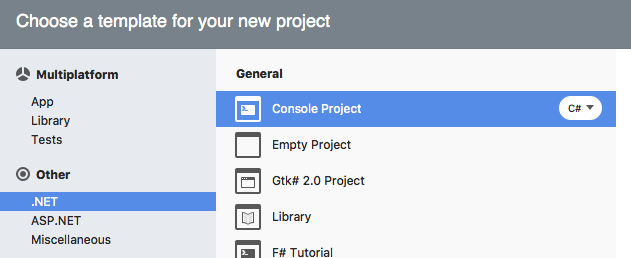 Choose a template for your new project
Multiplatform
App
Library
Tests
Other
.NET
ASP.NET
Miscellaneous
General
Console Project
C#
Empty Project
Gtk# 2.0 Project
Library
F# Tutorial